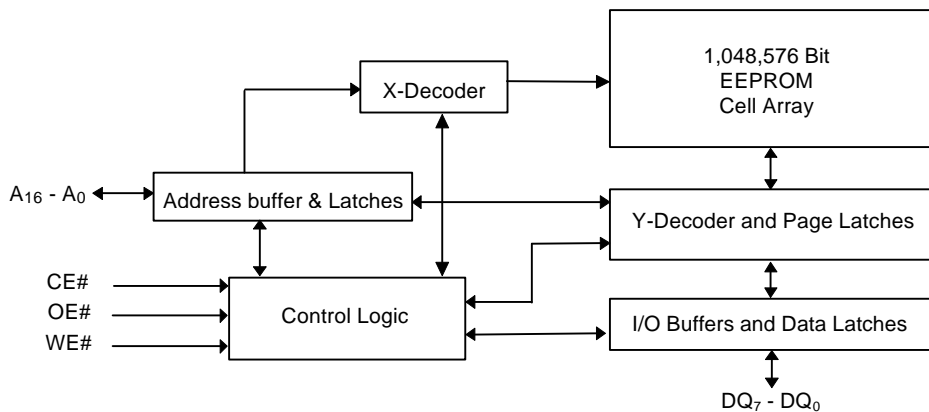 1,048,576 Bit
EEPROM
Cell Array
X-Decoder
A16 - A0
Address buffer & Latches
Y-Decoder and Page Latches
CE#
OE#
WE#
Control Logic
I/O Buffers and Data Latches
DQ7 - DQ0